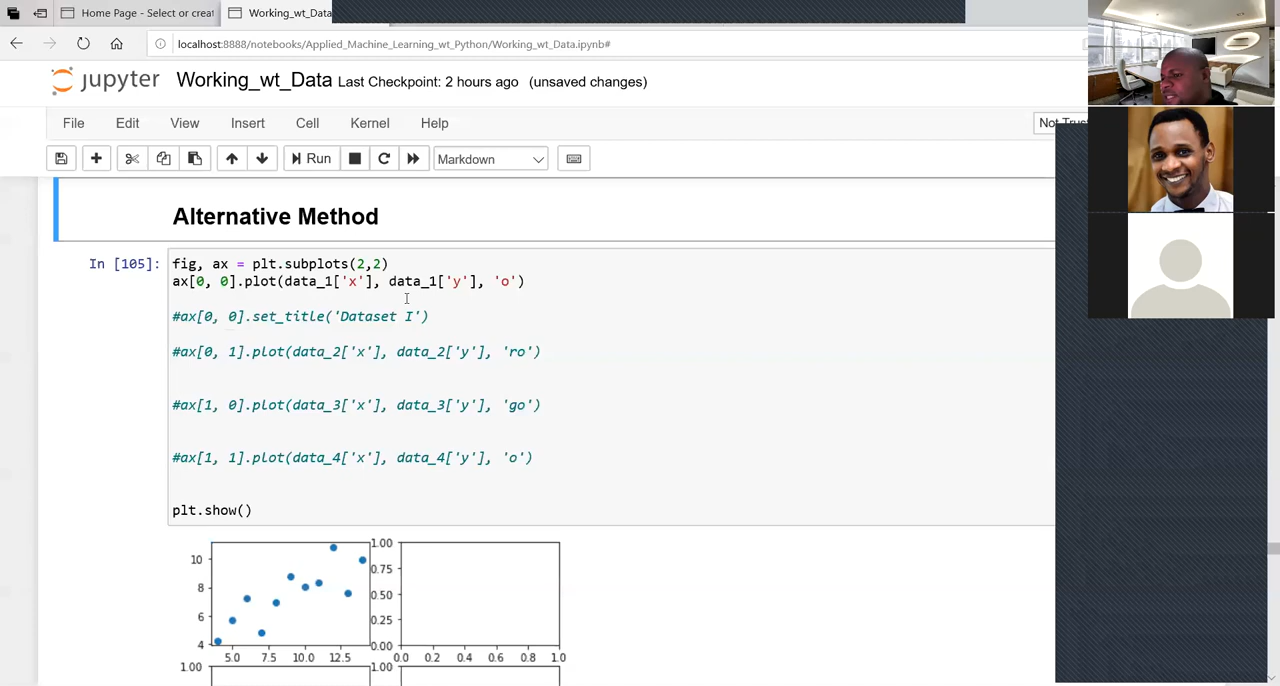 Home Page - Select or crea
Working_wt_Data
localhost:8888/notebooks/Applied_Machine_Learning_wt_Python/Working_wt_Data.ipynb#
jupyter Working_wt_Data Last Checkpoint: 2 hours ago (unsaved changes)
File Edit View Insert Cell Kernel Help
Not Trus
Run
Markdown
Alternative Method
In [105]:
fig, ax = plt.subplots(2,2)
ax[0, 0].plot(data_1['x'], data_1['y'], 'o')
#ax[0, 0].set_title('Dataset I')
#ax[0, 1].plot(data_2['x'], data_2['y'], 'ro')
#ax[1, 0].plot(data_3['x'], data_3['y'], 'go')
#ax[1, 1].plot(data_4['x'], data_4['y'], 'o')
plt.show()
10
8
6
4
5.0 7.5 10.0 12.5
1.00
0.75
0.50
0.25
0.00
0.0 0.2 0.4 0.6 0.8 1.0
1.00
1.00